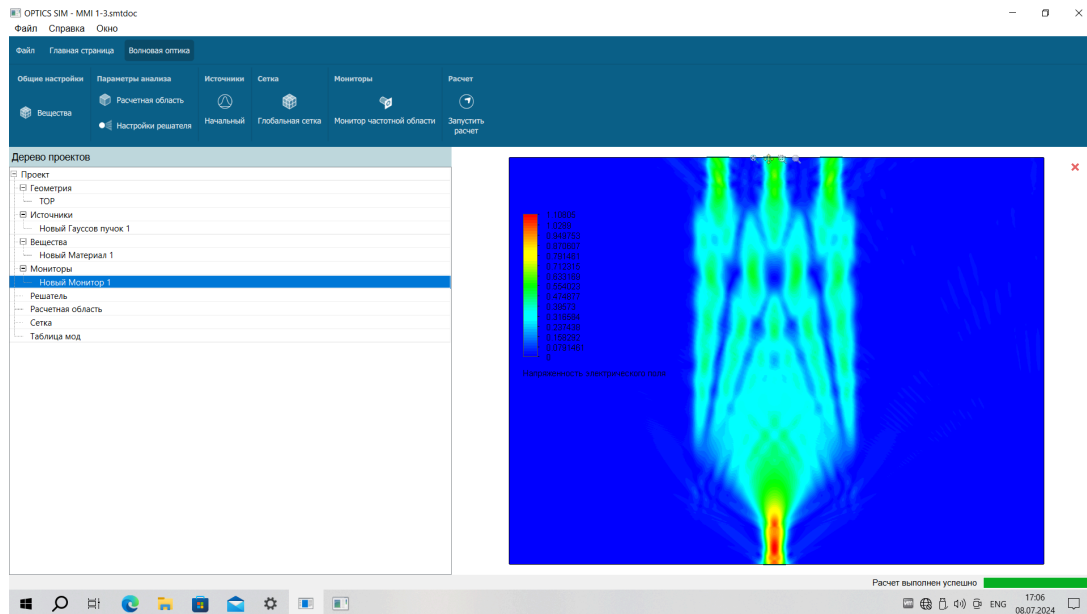 OPTICS SIM - MMI 1-3.smtdoc
Файл Справка Окно
Файл Главная страница Волновая оптика
Общие настройки Параметры анализа Источники Сетка Мониторы Расчет
Вещества
Расчетная область
Настройки решателя
Начальный
Глобальная сетка
Монитор частотной области
Запустить
расчет
Дерево проектов
Проект
Геометрия
TOP
Источники
Новый Гауссов пучок 1
Вещества
Новый Материал 1
Мониторы
Новый Монитор 1
Решатель
Расчетная область
Сетка
Таблица мод
0
Расчет выполнен успешно
ENG
17:06
08.07.2024